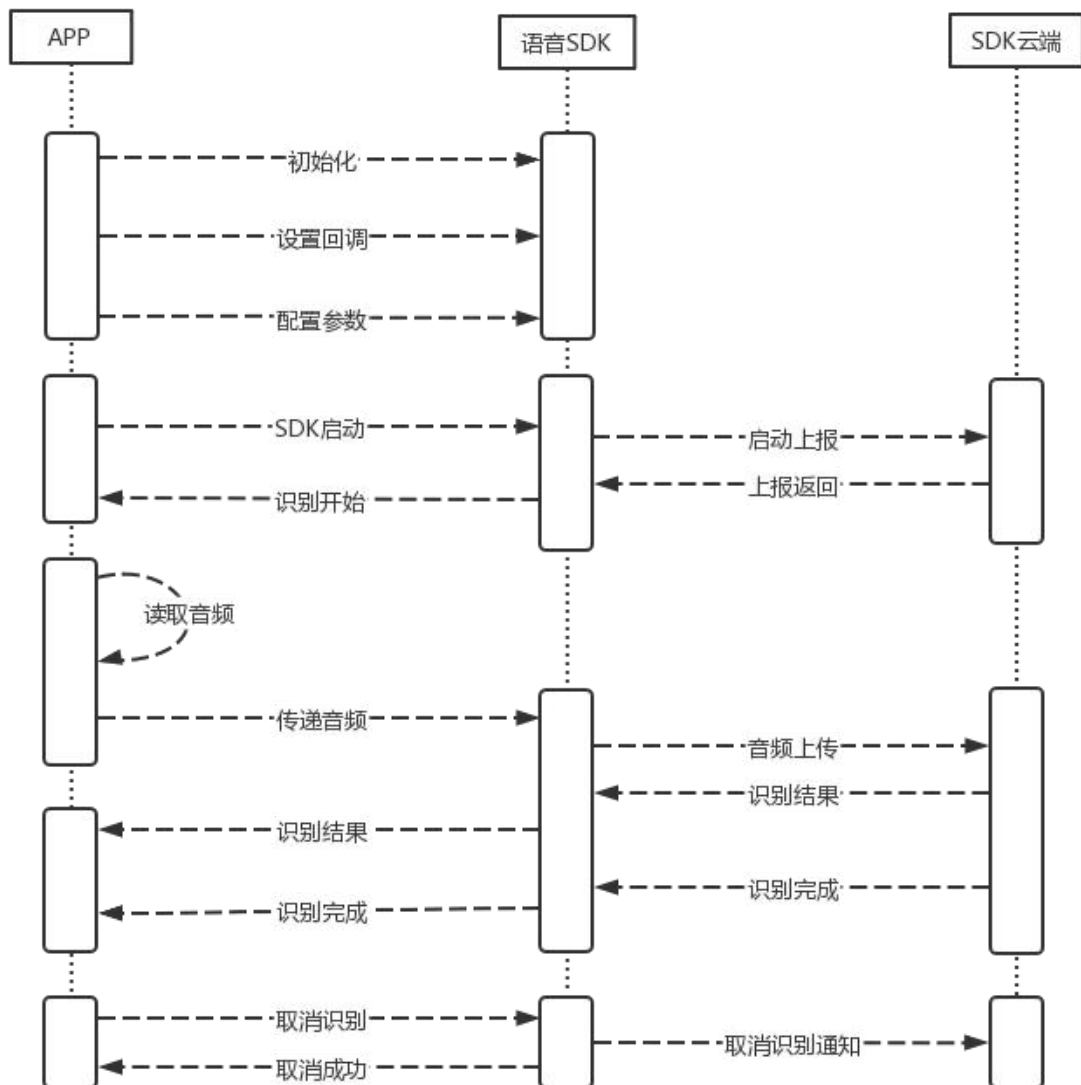 APP
语音SDK
SDK云端
初始化
设置回调
配置参数
SDK启动
启动上报
上报返回
识别开始
读取音频
传递音频
音频上传
识别结果
识别结果
识别完成
识别完成
取消识别
取消识别通知
取消成功